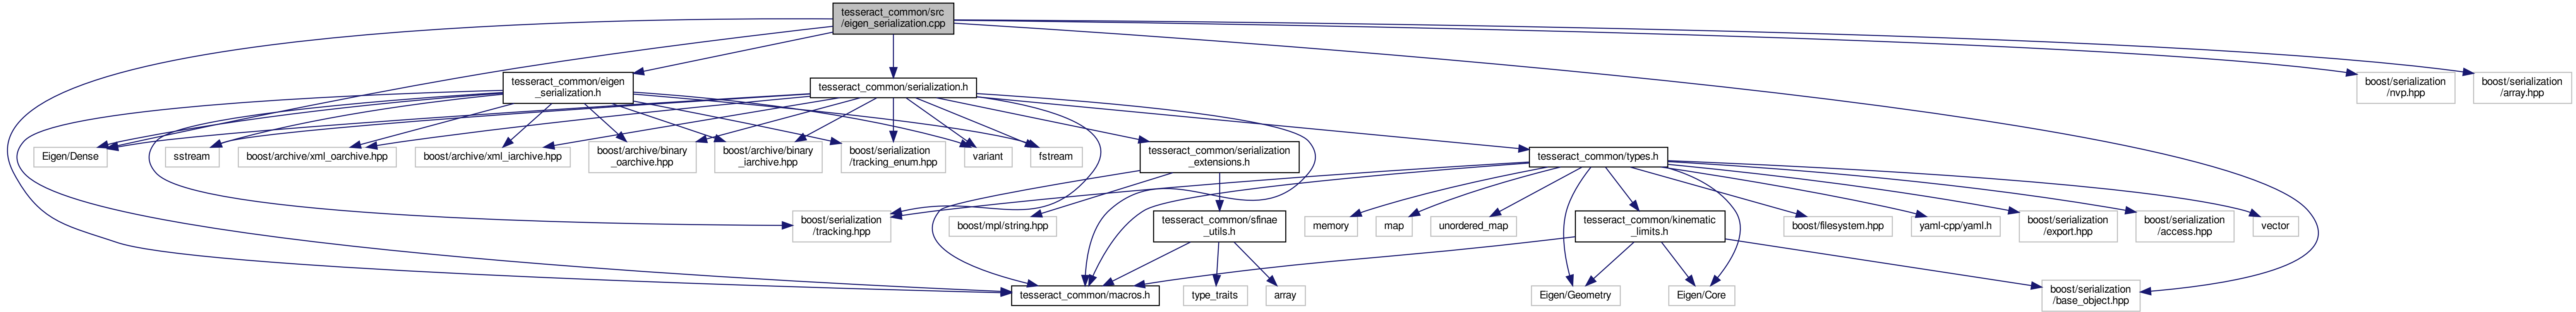 tesseract_common/src
/eigen_serialization.cpp
tesseract_common/eigen
_serialization.h
tesseract_common/serialization.h
boost/serialization
/nvp.hpp
boost/serialization
/array.hpp
Eigen/Dense
sstream
boost/archive/xml_oarchive.hpp
boost/archive/xml_iarchive.hpp
boost/archive/binary
_oarchive.hpp
boost/archive/binary
_iarchive.hpp
boost/serialization
/tracking_enum.hpp
variant
fstream
tesseract_common/serialization
_extensions.h
tesseract_common/types.h
boost/serialization
/tracking.hpp
boost/mpl/string.hpp
tesseract_common/sfinae
_utils.h
memory
map
unordered_map
tesseract_common/kinematic
_limits.h
boost/filesystem.hpp
yaml-cpp/yaml.h
boost/serialization
/export.hpp
boost/serialization
/access.hpp
vector
tesseract_common/macros.h
type_traits
array
Eigen/Geometry
Eigen/Core
boost/serialization
/base_object.hpp